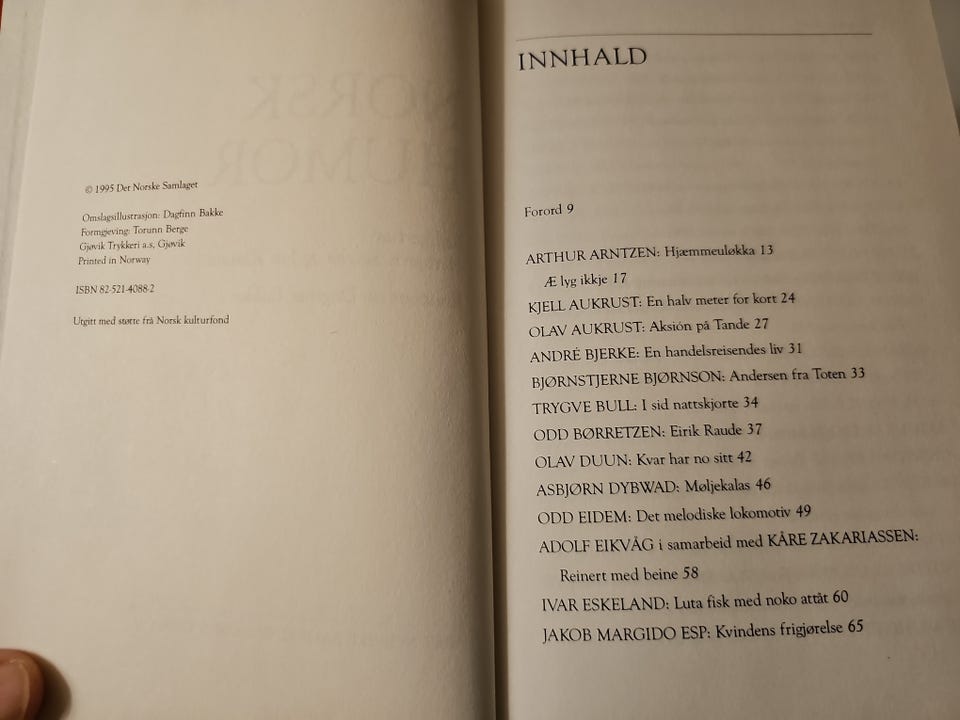 © 1995 Det Norske Samlaget
Omslagsillustrasjon: Dagfinn Bakke
Formgjeving: Torunn Berge
Gjøvik Trykkeri a.s, Gjøvik
Printed in Norway
ISBN 82-521-4088-2
Utgitt med støtte frå Norsk kulturfond
NORSK
HUMOR
INNHALD
Forord 9
ARTHUR ARNTZEN: Hjæmmeuløkka 13
Æ lyg ikkje 17
KJELL AUKRUST: En halv meter for kort 24
OLAV AUKRUST: Aksión på Tande 27
ANDRÉ BJERKE: En handelsreisendes liv 31
BJØRNSTJERNE BJØRNSON: Andersen fra Toten 33
TRYGVE BULL: I sid nattskjorte 34
ODD BØRRETZEN: Eirik Raude 37
OLAV DUUN: Kvar har no sitt 42
ASBJØRN DYBWAD: Møljekalas 46
ODD EIDEM: Det melodiske lokomotiv 49
ADOLF EIKVÅG i samarbeid med KÅRE ZAKARIASSEN:
Reinert med beine 58
IVAR ESKELAND: Luta fisk med noko attåt 60
JAKOB MARGIDO ESP: Kvindens frigjørelse 65